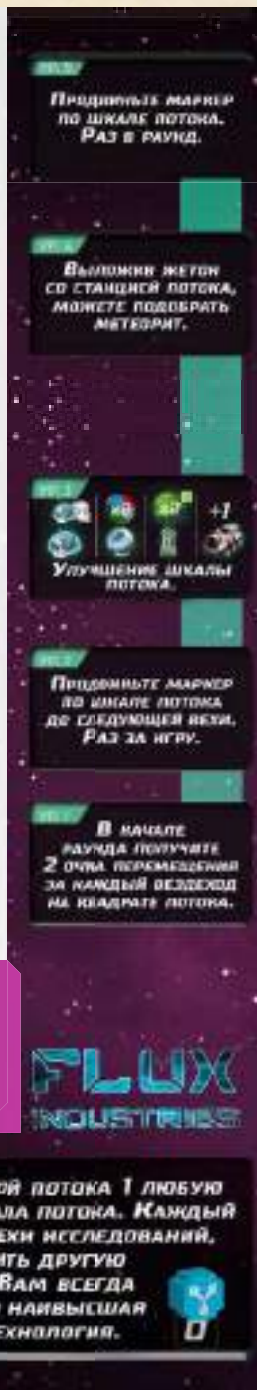 Продвиньте маркер
по шкале потока.
Раз в раунд.
Выложив жетон
со станцией потока,
можете подобрать
метеорит.
+1
Улучшение шкалы
потока.
Продвиньте маркер
по шкале потока
до следующей вехи.
Раз за игру.
В начале
раунда получите
2 очка перемещения
за каждый вездеход
на квадрате потока.
FLUX
INDUSTRIES
ой потока 1 любую
ла потока. Каждый
ехи исследований,
ить другую
Вам всегда
наивысшая
ехнология.
0